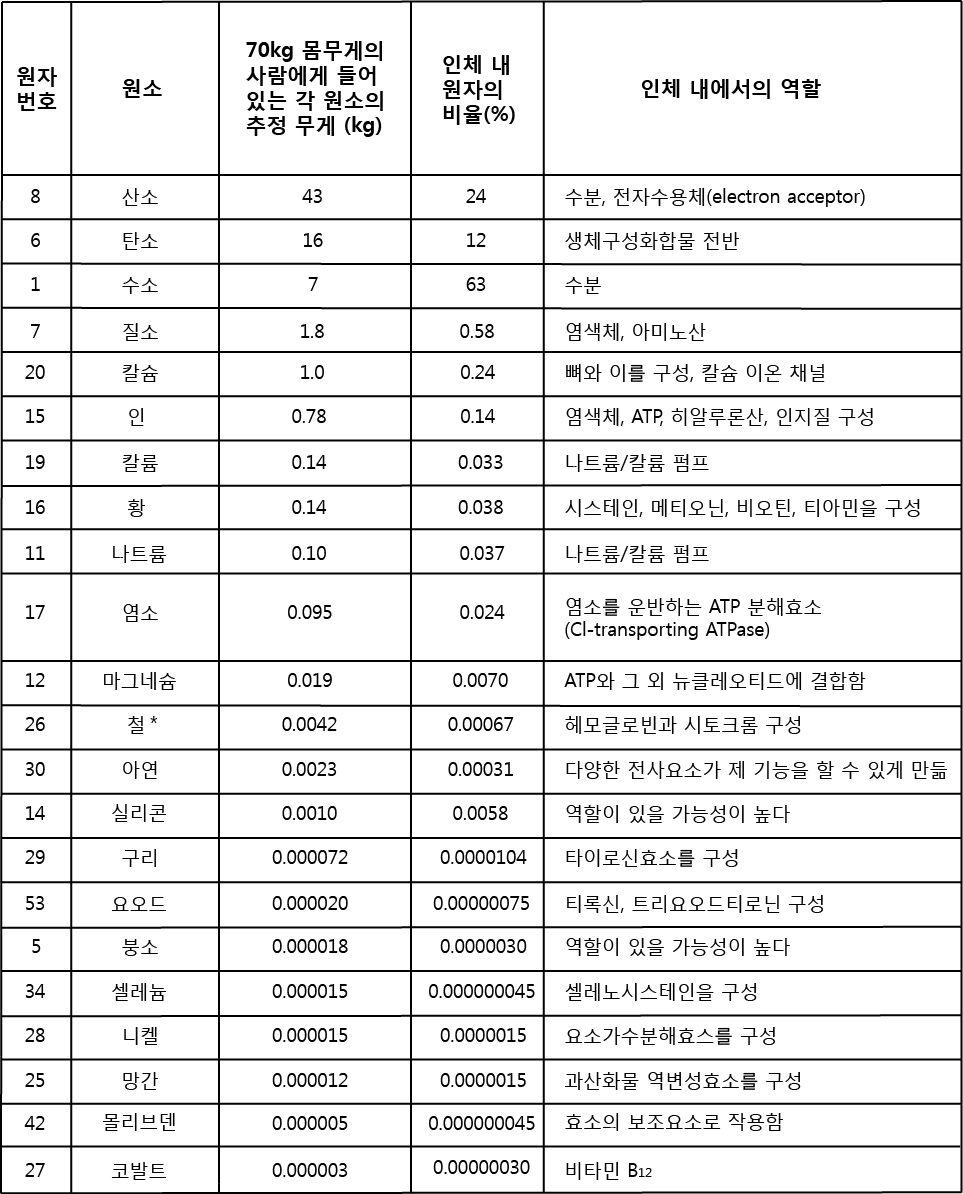 원자
번호
원소
70kg 몸무게의
사람에게 들어
있는 각 원소의
추정 무게 (kg)
인체 내
원자의
비율(%)
인체 내에서의 역할
8 산소 43 24 수분, 전자수용체(electron acceptor)
6 탄소 16 12 생체구성화합물 전반
1 수소 7 63 수분
7 질소 1.8 0.58 염색체, 아미노산
20 칼슘 1.0 0.24 뼈와 이를 구성, 칼슘 이온 채널
15 인 0.78 0.14 염색체, ATP, 히알루론산, 인지질 구성
19 칼륨 0.14 0.033 나트륨/칼륨 펌프
16 황 0.14 0.038 시스테인, 메티오닌, 비오틴, 티아민을 구성
11 나트륨 0.10 0.037 나트륨/칼륨 펌프
17 염소 0.095 0.024 염소를 운반하는 ATP 분해효소
(Cl-transporting ATPase)
12 마그네슘 0.019 0.0070 ATP와 그 외 뉴클레오티드에 결합함
26 철 * 0.0042 0.00067 헤모글로빈과 시토크롬 구성
30 아연 0.0023 0.00031 다양한 전사요소가 제 기능을 할 수 있게 만듦
14 실리콘 0.0010 0.0058 역할이 있을 가능성이 높다
29 구리 0.000072 0.0000104 타이로신효소를 구성
53 요오드 0.000020 0.00000075 티록신, 트리요오드티로닌 구성
5 붕소 0.000018 0.0000030 역할이 있을 가능성이 높다
34 셀레늄 0.000015 0.000000045 셀레노시스테인을 구성
28 니켈 0.000015 0.0000015 요소가수분해효스를 구성
25 망간 0.000012 0.0000015 과산화물 역변성효소를 구성
42 몰리브덴 0.000005 0.000000045 효소의 보조요소로 작용함
27 코발트 0.000003 0.00000030 비타민 B12